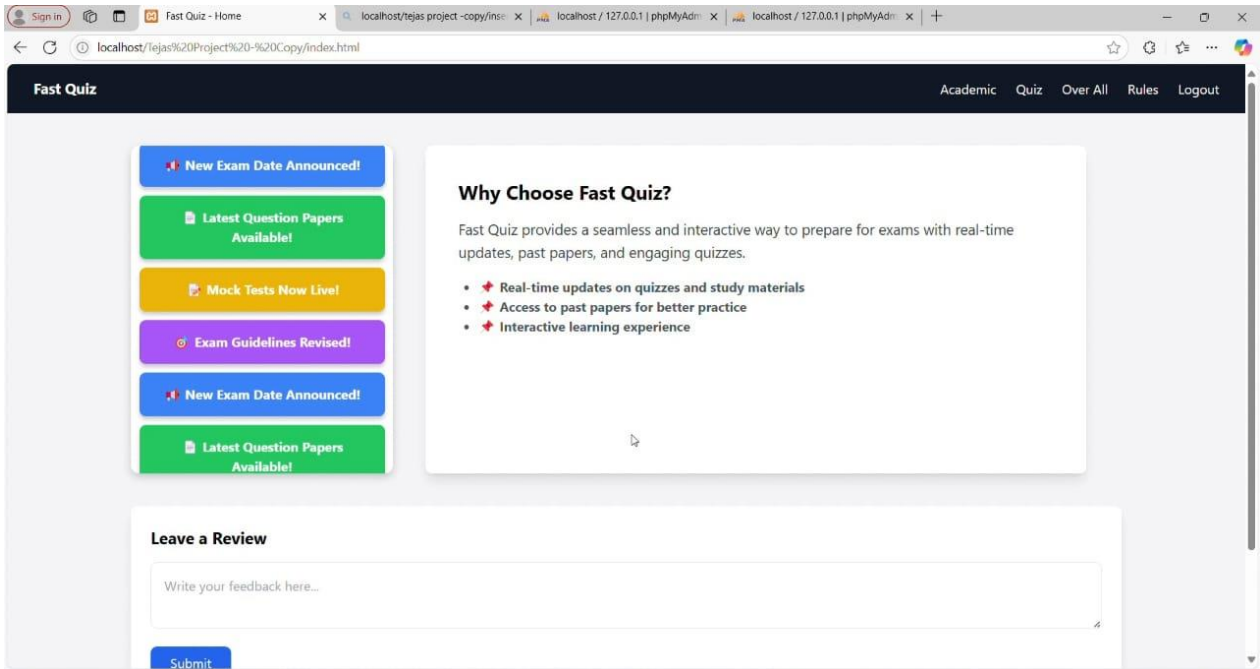 Sign in
Fast Quiz - Home
localhost/tejas project -copy/inse
localhost / 127.0.0.1 | phpMyAdm
localhost / 127.0.0.1 | phpMyAdm
localhost/Tejas%20Project%20-%20Copy/index.html
Fast Quiz
Academic Quiz Over All Rules Logout
📢 New Exam Date Announced!
📄 Latest Question Papers
Available!
📝 Mock Tests Now Live!
🎯 Exam Guidelines Revised!
📢 New Exam Date Announced!
📄 Latest Question Papers
Available!
Why Choose Fast Quiz?
Fast Quiz provides a seamless and interactive way to prepare for exams with real-time
updates, past papers, and engaging quizzes.
• 📌 Real-time updates on quizzes and study materials
• 📌 Access to past papers for better practice
• 📌 Interactive learning experience
Leave a Review
Write your feedback here...
Submit